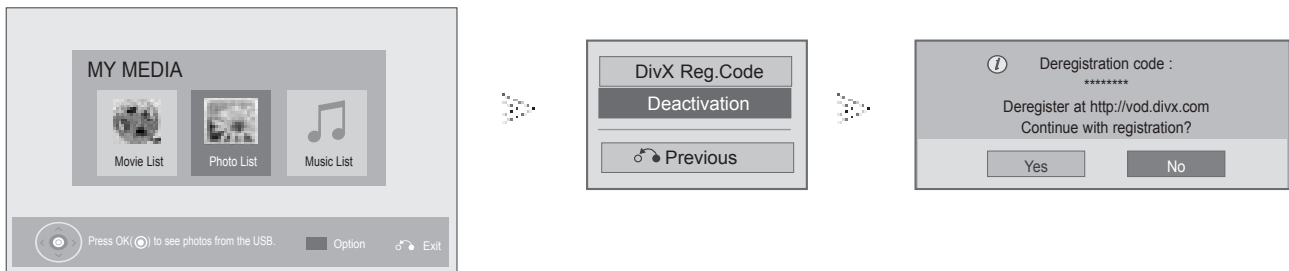 MY MEDIA
Movie List
Photo List
Music List
Press OK(◉) to see photos from the USB.
Option
Exit
DivX Reg.Code
Deactivation
Previous
i Deregistration code :
********
Deregister at http://vod.divx.com
Continue with registration?
Yes
No